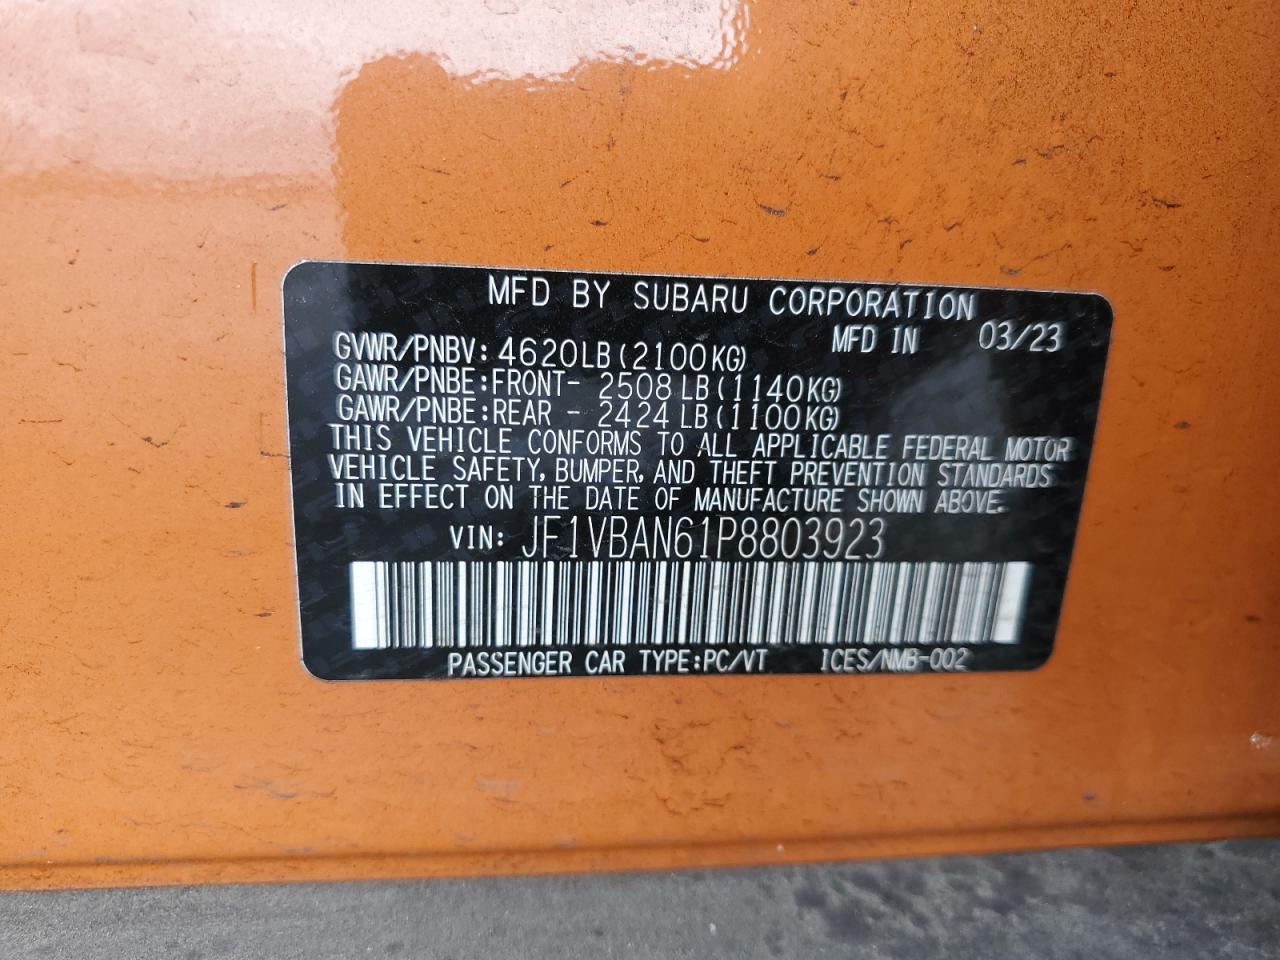 MFD BY SUBARU CORPORATION
MFD IN 03/23
GVWR/PNBV: 4620LB (2100KG)
GAWR/PNBE: FRONT- 2508 LB (1140KG)
GAWR/PNBE: REAR - 2424 LB (1100KG)
THIS VEHICLE CONFORMS TO ALL APPLICABLE FEDERAL MOTOR
VEHICLE SAFETY, BUMPER, AND THEFT PREVENTION STANDARDS
IN EFFECT ON THE DATE OF MANUFACTURE SHOWN ABOVE.
VIN: JF1VBAN61P8803923
PASSENGER CAR TYPE:PC/VT ICES/NMB-002